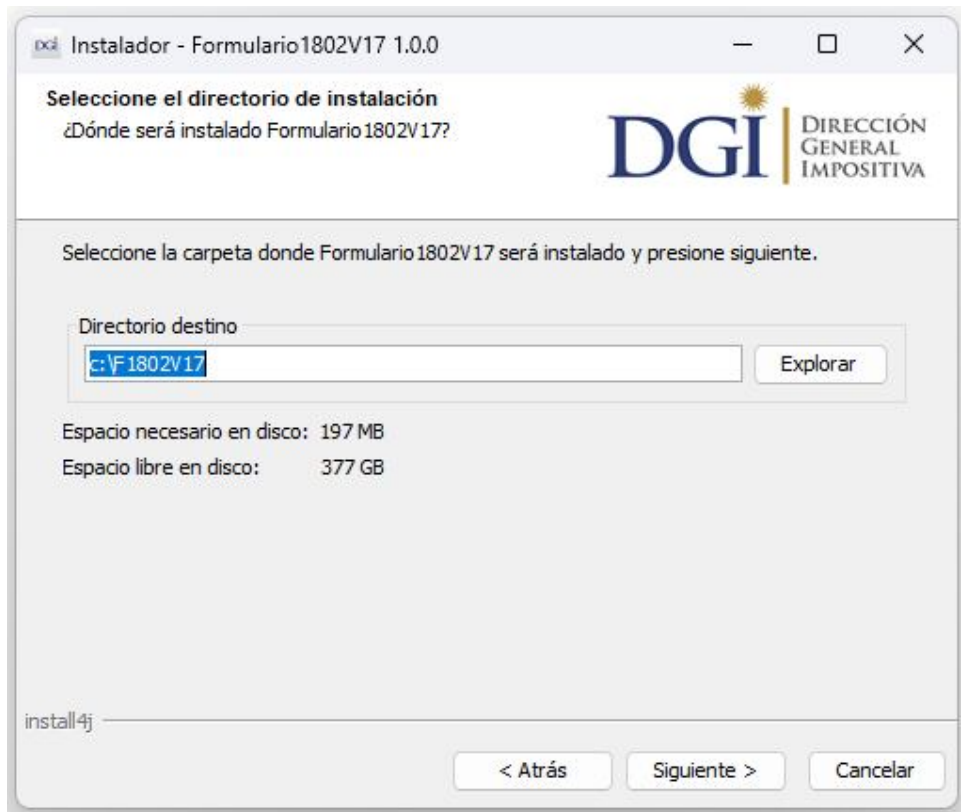 DGI Instalador - Formulario1802V17 1.0.0
Seleccione el directorio de instalación
¿Dónde será instalado Formulario1802V17?
DGI
DIRECCIÓN
GENERAL
IMPOSITIVA
Seleccione la carpeta donde Formulario1802V17 será instalado y presione siguiente.
Directorio destino
c:\F1802V17
Explorar
Espacio necesario en disco: 197 MB
Espacio libre en disco: 377 GB
install4j
< Atrás
Siguiente >
Cancelar